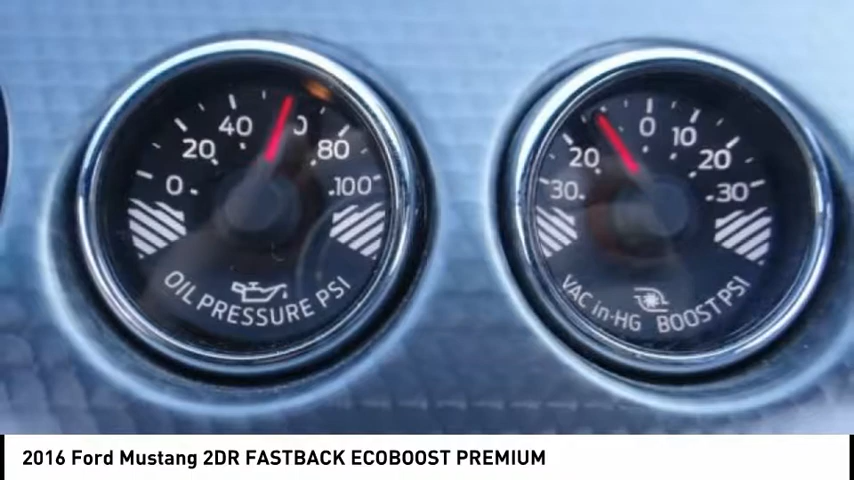 0 20 40 0 80 100
OIL PRESSURE PSI
30 20 0 10 20 30
VAC in-HG BOOST PSI
2016 Ford Mustang 2DR FASTBACK ECOBOOST PREMIUM